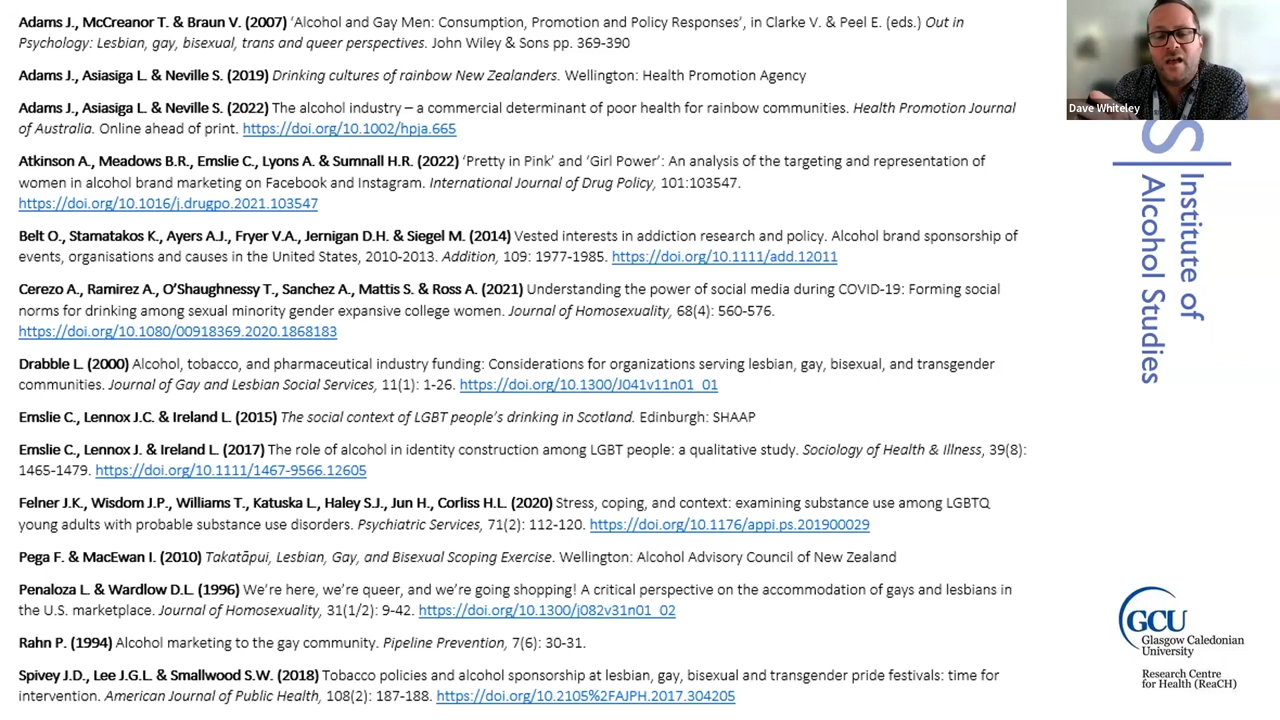 Adams J., McCreanor T. & Braun V. (2007) ‘Alcohol and Gay Men: Consumption, Promotion and Policy Responses’, in Clarke V. & Peel E. (eds.) Out in
Psychology: Lesbian, gay, bisexual, trans and queer perspectives. John Wiley & Sons pp. 369-390
Adams J., Asiasiga L. & Neville S. (2019) Drinking cultures of rainbow New Zealanders. Wellington: Health Promotion Agency
Adams J., Asiasiga L. & Neville S. (2022) The alcohol industry – a commercial determinant of poor health for rainbow communities. Health Promotion Journal
of Australia. Online ahead of print. https://doi.org/10.1002/hpja.665
Atkinson A., Meadows B.R., Emslie C., Lyons A. & Sumnall H.R. (2022) ‘Pretty in Pink’ and ‘Girl Power’: An analysis of the targeting and representation of
women in alcohol brand marketing on Facebook and Instagram. International Journal of Drug Policy, 101:103547.
https://doi.org/10.1016/j.drugpo.2021.103547
Belt O., Stamatakos K., Ayers A.J., Fryer V.A., Jernigan D.H. & Siegel M. (2014) Vested interests in addiction research and policy. Alcohol brand sponsorship of
events, organisations and causes in the United States, 2010-2013. Addition, 109: 1977-1985. https://doi.org/10.1111/add.12011
Cerezo A., Ramirez A., O’Shaughnessy T., Sanchez A., Mattis S. & Ross A. (2021) Understanding the power of social media during COVID-19: Forming social
norms for drinking among sexual minority gender expansive college women. Journal of Homosexuality, 68(4): 560-576.
https://doi.org/10.1080/00918369.2020.1868183
Drabble L. (2000) Alcohol, tobacco, and pharmaceutical industry funding: Considerations for organizations serving lesbian, gay, bisexual, and transgender
communities. Journal of Gay and Lesbian Social Services, 11(1): 1-26. https://doi.org/10.1300/J041v11n01_01
Emslie C., Lennox J.C. & Ireland L. (2015) The social context of LGBT people’s drinking in Scotland. Edinburgh: SHAAP
Emslie C., Lennox J. & Ireland L. (2017) The role of alcohol in identity construction among LGBT people: a qualitative study. Sociology of Health & Illness, 39(8):
1465-1479. https://doi.org/10.1111/1467-9566.12605
Felner J.K., Wisdom J.P., Williams T., Katuska L., Haley S.J., Jun H., Corliss H.L. (2020) Stress, coping, and context: examining substance use among LGBTQ
young adults with probable substance use disorders. Psychiatric Services, 71(2): 112-120. https://doi.org/10.1176/appi.ps.201900029
Pega F. & MacEwan I. (2010) Takatāpui, Lesbian, Gay, and Bisexual Scoping Exercise. Wellington: Alcohol Advisory Council of New Zealand
Penaloza L. & Wardlow D.L. (1996) We’re here, we’re queer, and we’re going shopping! A critical perspective on the accommodation of gays and lesbians in
the U.S. marketplace. Journal of Homosexuality, 31(1/2): 9-42. https://doi.org/10.1300/j082v31n01_02
Rahn P. (1994) Alcohol marketing to the gay community. Pipeline Prevention, 7(6): 30-31.
Spivey J.D., Lee J.G.L. & Smallwood S.W. (2018) Tobacco policies and alcohol sponsorship at lesbian, gay, bisexual and transgender pride festivals: time for
intervention. American Journal of Public Health, 108(2): 187-188. https://doi.org/10.2105%2FAJPH.2017.304205
Dave Whiteley
S
Institute of
Alcohol Studies
GCU
Glasgow Caledonian
University
Research Centre
for Health (ReaCH)